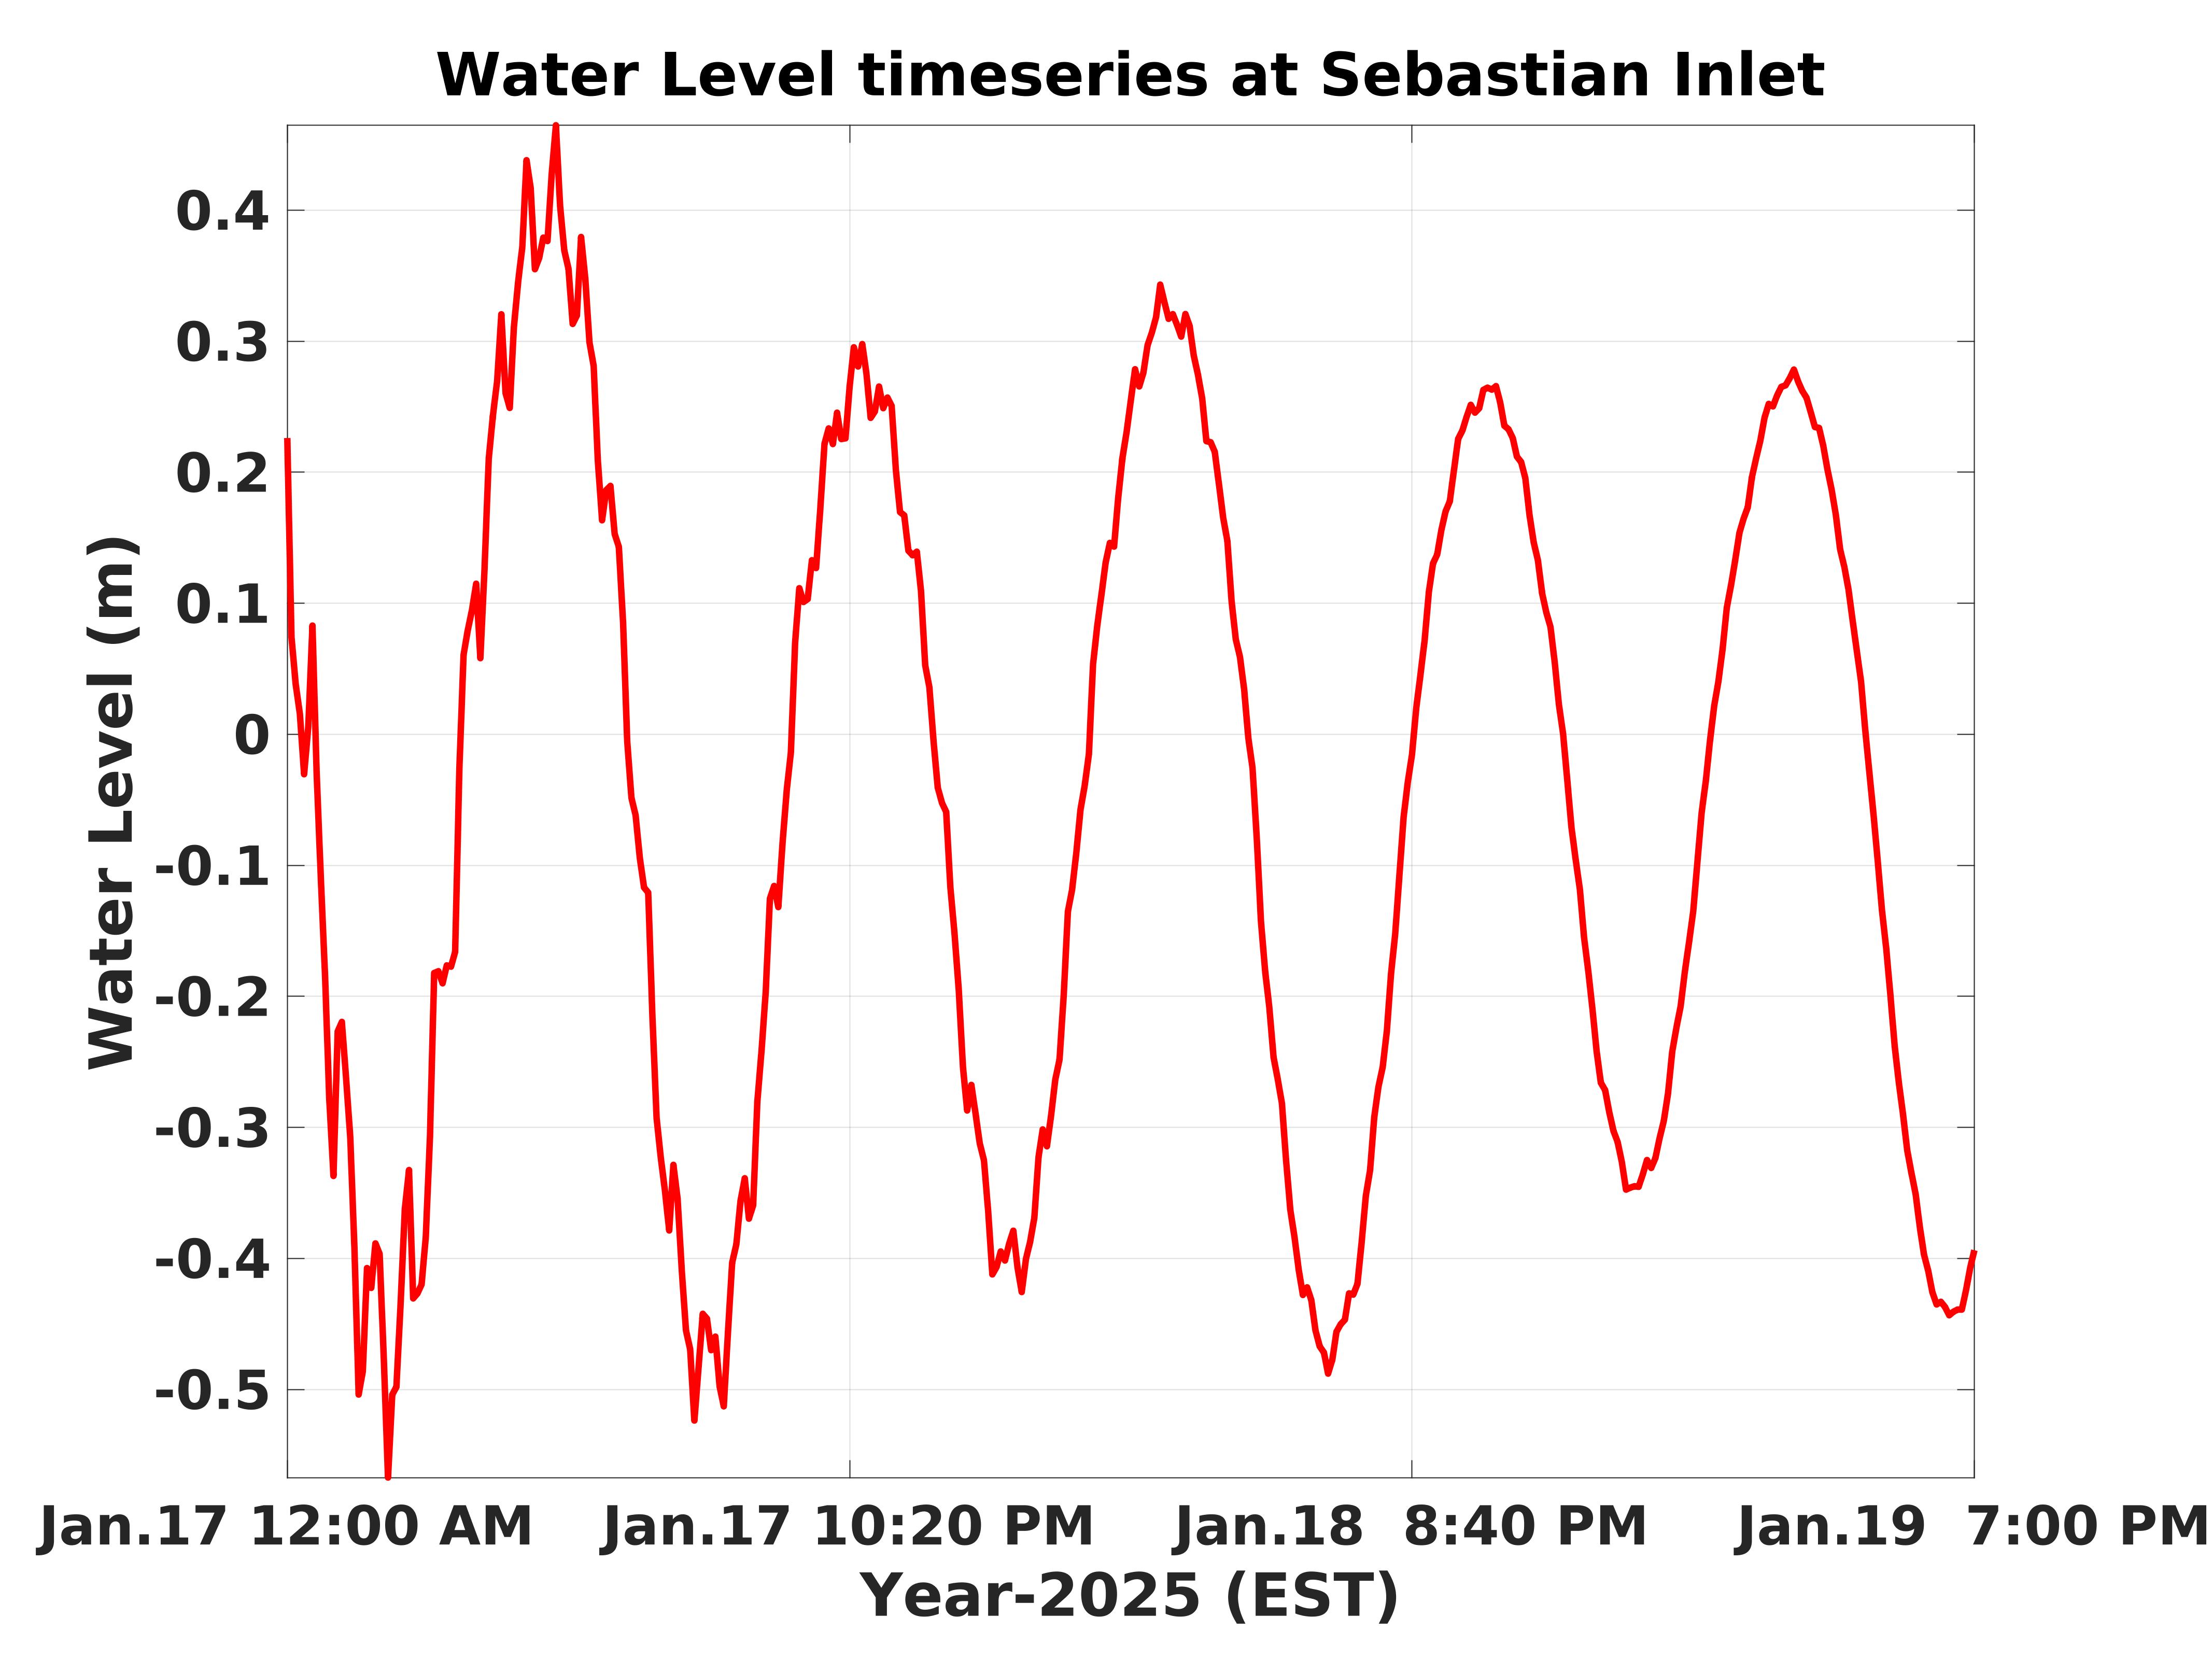 Water Level timeseries at Sebastian Inlet
Water Level (m)
0.4
0.3
0.2
0.1
0
-0.1
-0.2
-0.3
-0.4
-0.5
Jan.17 12:00 AM
Jan.17 10:20 PM
Jan.18 8:40 PM
Jan.19 7:00 PM
Year-2025 (EST)